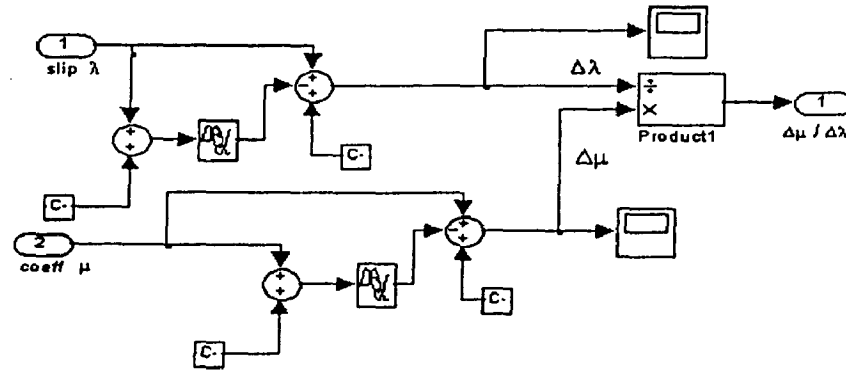 1
slip λ
C-
C-
Δλ
÷
×
Product1
1
Δμ / Δλ
Δμ
2
coeff μ
C-
C-